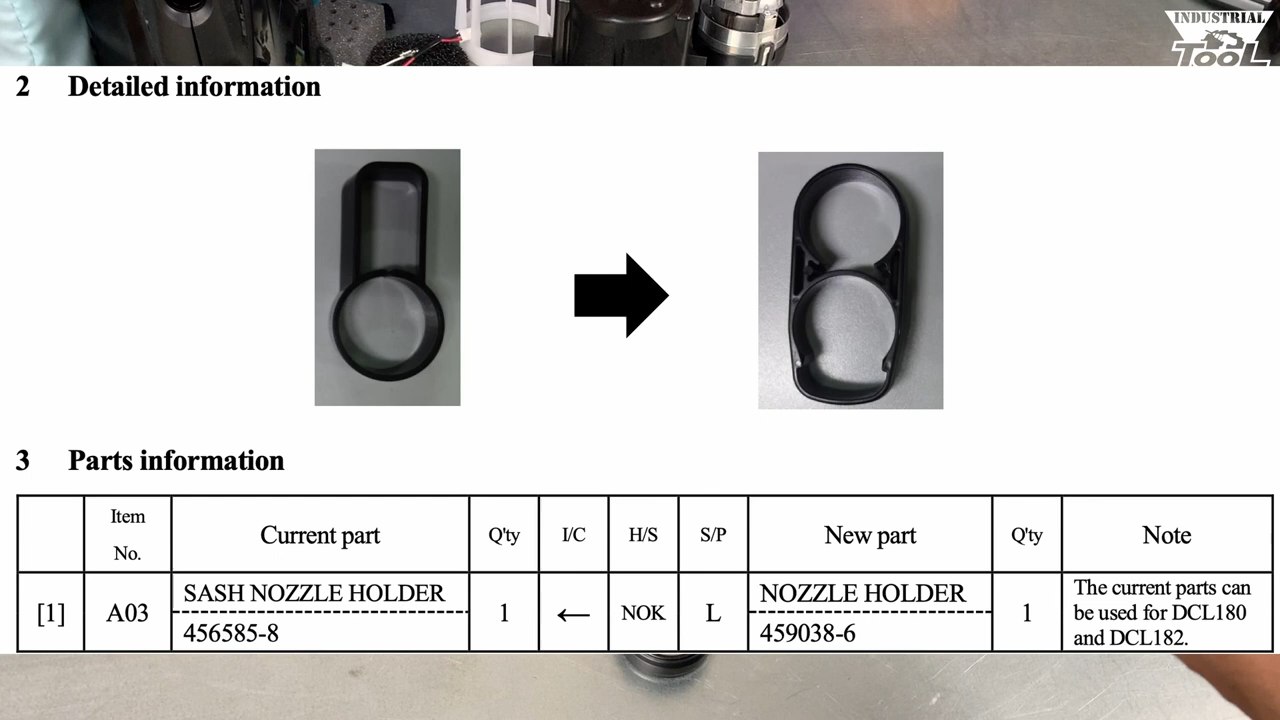 INDUSTRIAL
TOOL
2 Detailed information
3 Parts information
Item No. Current part Q'ty I/C H/S S/P New part Q'ty Note
[1] A03 SASH NOZZLE HOLDER 1 ← NOK L NOZZLE HOLDER 1 The current parts can
456585-8 459038-6 be used for DCL180
and DCL182.